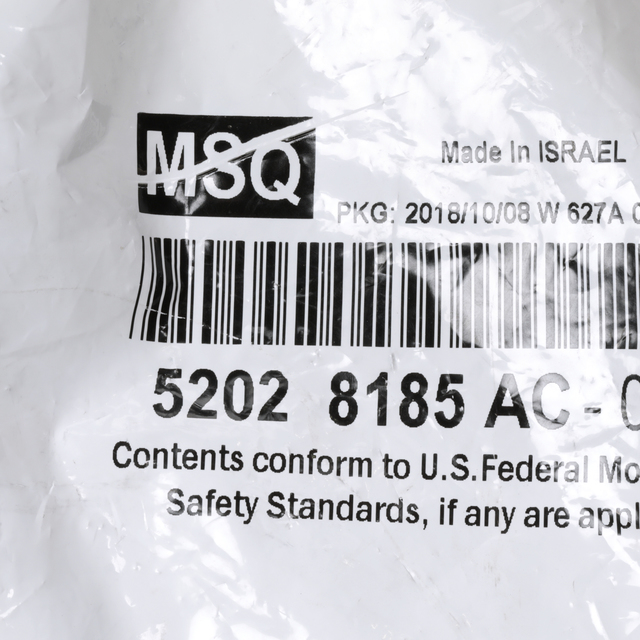 MSQ
Made In ISRAEL
PKG: 2018/10/08 W 627A
5202 8185 AC -
Contents conform to U.S.Federal
Safety Standards, if any are